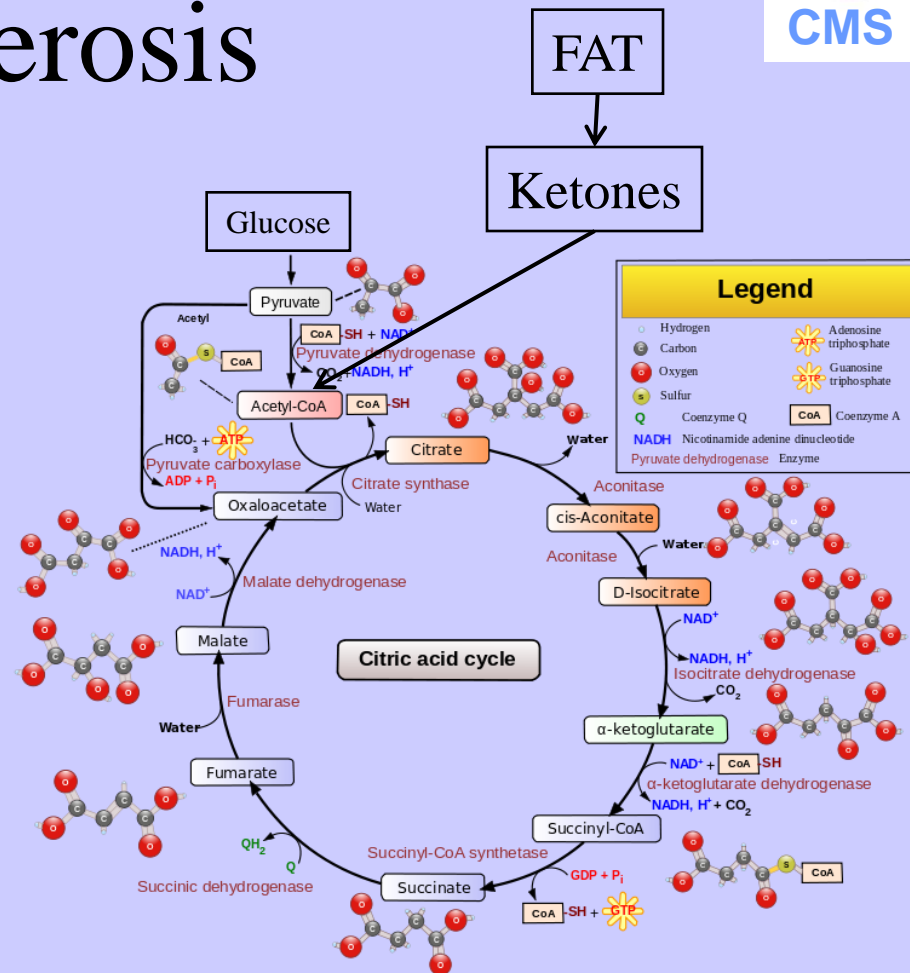 erosis
CMS
FAT
Ketones
Glucose
Pyruvate
Acetyl
CoA-SH + NAD+
Pyruvate dehydrogenase
CO2+NADH, H+
S CoA
Acetyl-CoA
CoA-SH
HCO3- + ATP
Pyruvate carboxylase
ADP + Pi
Oxaloacetate
Citrate
Citrate synthase
Water
Water
Aconitase
cis-Aconitate
Water
Aconitase
D-Isocitrate
NAD+
NADH, H+
Isocitrate dehydrogenase
CO2
α-ketoglutarate
NAD+ + CoA-SH
α-ketoglutarate dehydrogenase
NADH, H+ + CO2
Succinyl-CoA
S CoA
Succinyl-CoA synthetase
GDP + Pi
CoA-SH + GTP
Succinate
Succinic dehydrogenase
Q
QH2
Fumarate
Water
Fumarase
Malate
NAD+
NADH, H+
Malate dehydrogenase
Citric acid cycle
Legend
Hydrogen
C Carbon
O Oxygen
S Sulfur
Q Coenzyme Q
NADH Nicotinamide adenine dinucleotide
Pyruvate dehydrogenase Enzyme
ATP Adenosine
triphosphate
GTP Guanosine
triphosphate
CoA Coenzyme A